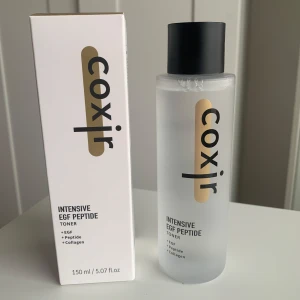 coxir
INTENSIVE
EGF PEPTIDE
TONER
• EGF
• Peptide
• Collagen
150 ml / 5.07 fl.oz
coxir
INTENSIVE
EGF PEPTIDE
TONER
• EGF
• Peptide
• Collagen